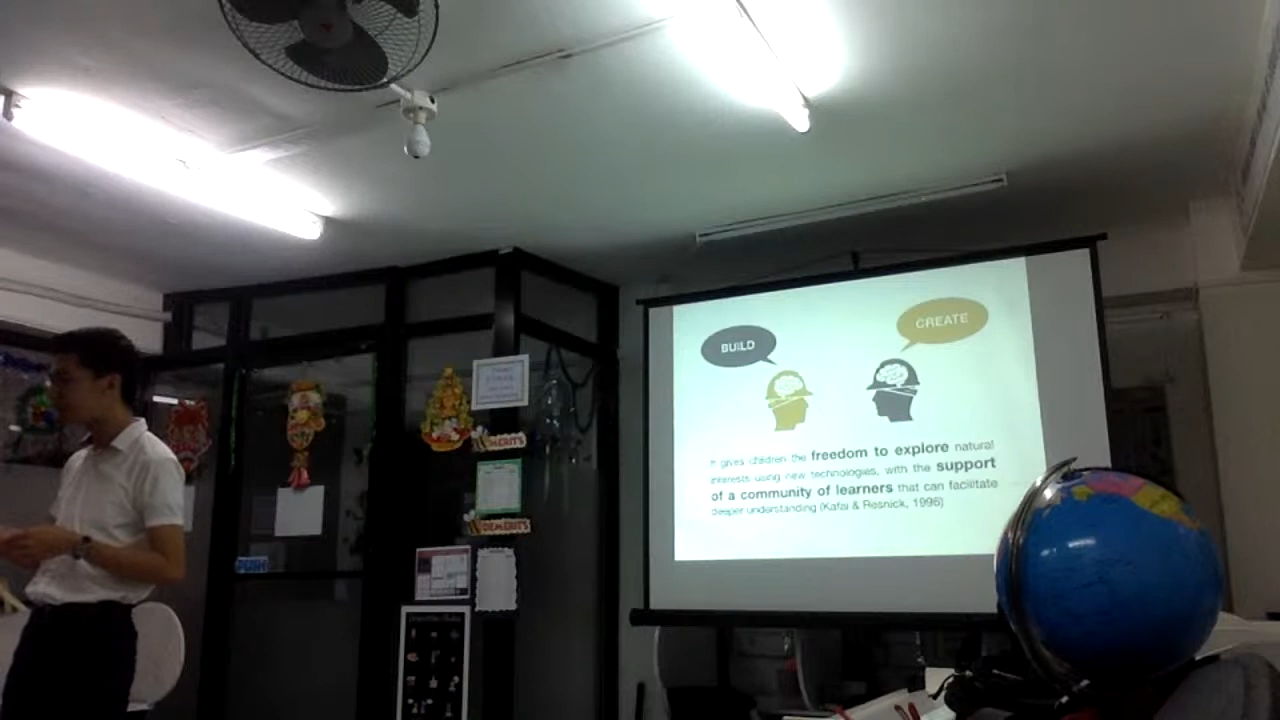 BUILD
CREATE
It gives children the freedom to explore natural
interests using new technologies, with the support
of a community of learners that can facilitate
deeper understanding (Kafai & Resnick, 1996)
MERITS
DEMERITS
PUSH